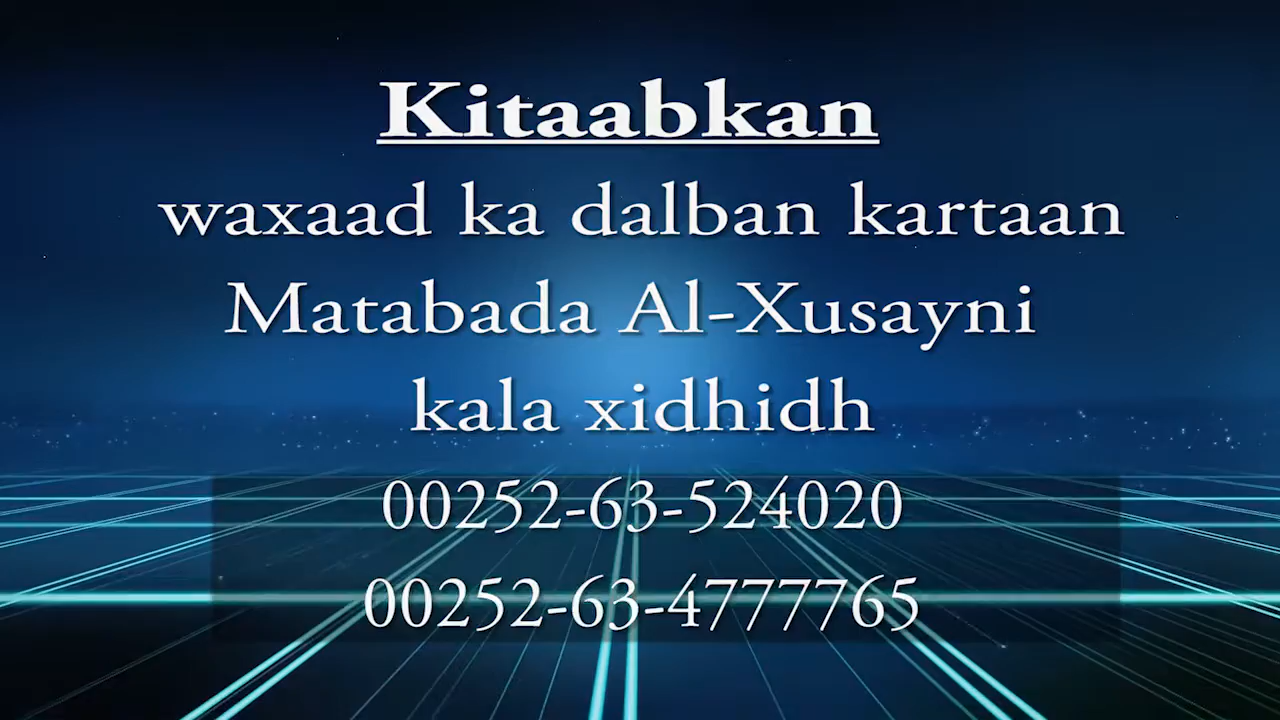 Kitaabkan
waxaad ka dalban kartaan
Matabada Al-Xusayni
kala xidhidh
00252-63-524020
00252-63-4777765